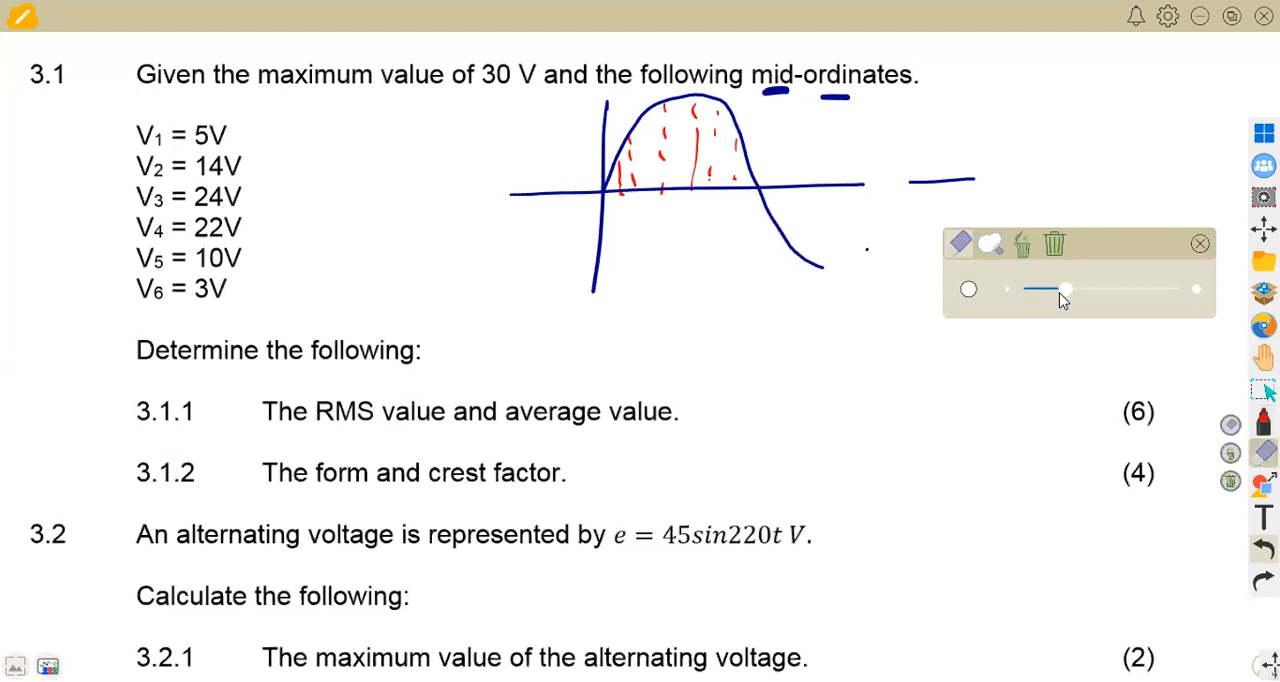 3.1 Given the maximum value of 30 V and the following mid-ordinates.
V₁ = 5V
V₂ = 14V
V₃ = 24V
V₄ = 22V
V₅ = 10V
V₆ = 3V
Determine the following:
3.1.1 The RMS value and average value. (6)
3.1.2 The form and crest factor. (4)
3.2 An alternating voltage is represented by e = 45sin220t V.
Calculate the following:
3.2.1 The maximum value of the alternating voltage. (2)